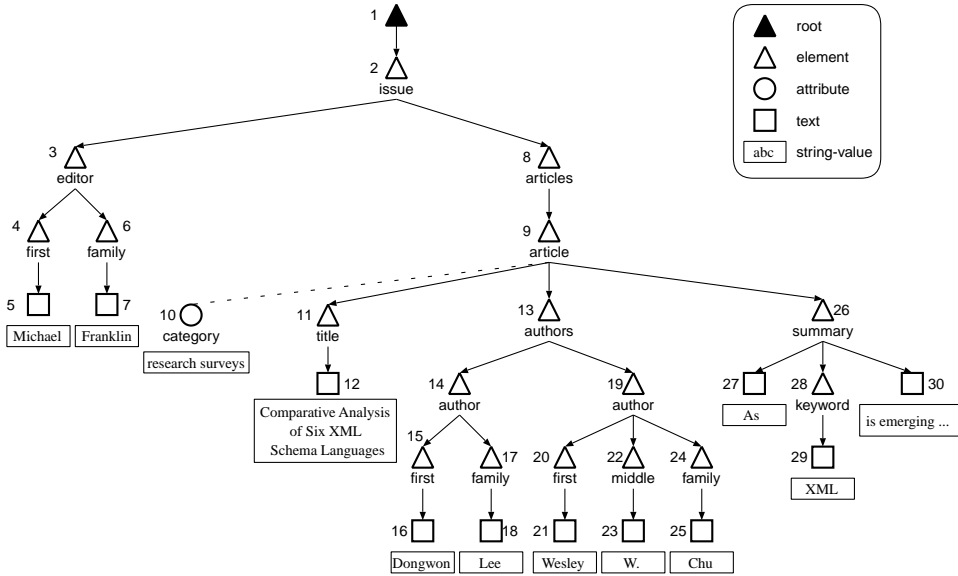 1
root
2
issue
element
attribute
text
abc string-value
3
editor
8
articles
4
first
6
family
9
article
5
7
Michael
Franklin
10
category
research surveys
11
title
13
authors
26
summary
12
Comparative Analysis
of Six XML
Schema Languages
14
author
19
author
27
As
28
keyword
30
is emerging ...
15
first
17
family
20
first
22
middle
24
family
29
XML
16
Dongwon
18
Lee
21
Wesley
23
W.
25
Chu